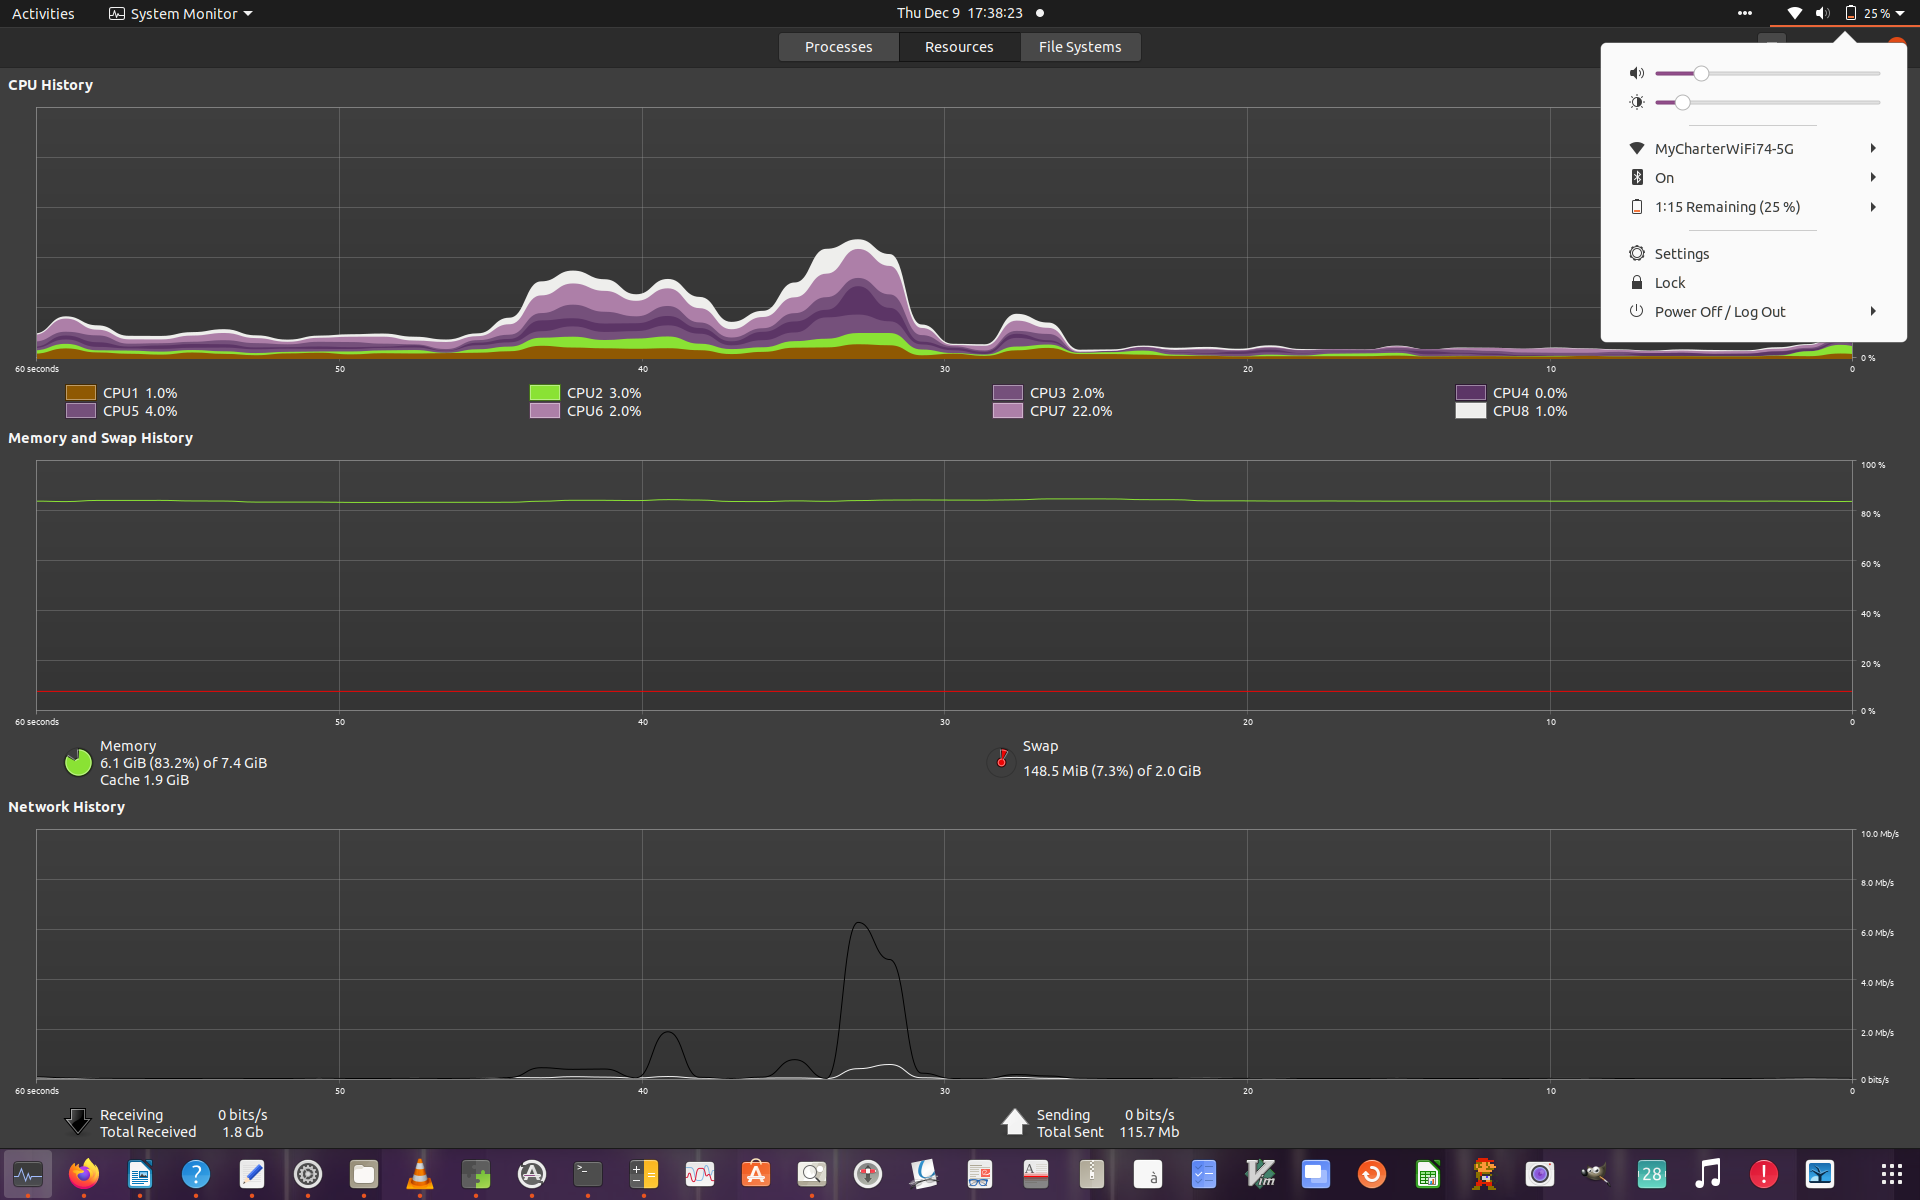 Activities System Monitor Thu Dec 9 17:38:23 25 %
Processes Resources File Systems
CPU History
MyCharterWiFi74-5G
On
1:15 Remaining (25 %)
Settings
Lock
Power Off / Log Out
0 %
60 seconds 50 40 30 20 10 0
CPU1 1.0% CPU2 3.0% CPU3 2.0% CPU4 0.0%
CPU5 4.0% CPU6 2.0% CPU7 22.0% CPU8 1.0%
Memory and Swap History
100 %
80 %
60 %
40 %
20 %
0 %
60 seconds 50 40 30 20 10 0
Memory
6.1 GiB (83.2%) of 7.4 GiB
Cache 1.9 GiB
Swap
148.5 MiB (7.3%) of 2.0 GiB
Network History
10.0 Mb/s
8.0 Mb/s
6.0 Mb/s
4.0 Mb/s
2.0 Mb/s
0 bits/s
60 seconds 50 40 30 20 10 0
Receiving 0 bits/s
Total Received 1.8 Gb
Sending 0 bits/s
Total Sent 115.7 Mb
? >_ A à Vim 28 !